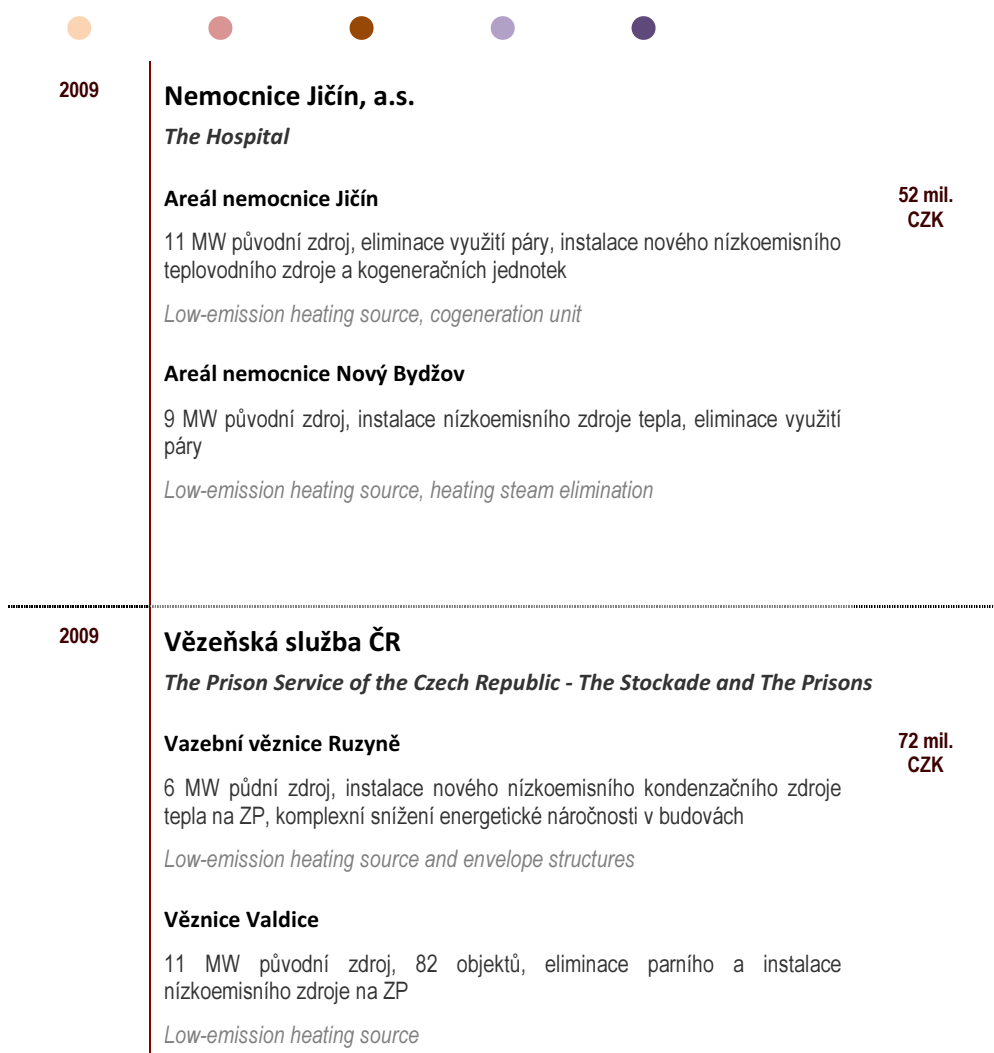 2009
Nemocnice Jičín, a.s.
The Hospital
Areál nemocnice Jičín
52 mil.
CZK
11 MW původní zdroj, eliminace využití páry, instalace nového nízkoemisního
teplovodního zdroje a kogeneračních jednotek
Low-emission heating source, cogeneration unit
Areál nemocnice Nový Bydžov
9 MW původní zdroj, instalace nízkoemisního zdroje tepla, eliminace využití
páry
Low-emission heating source, heating steam elimination
2009
Vězeňská služba ČR
The Prison Service of the Czech Republic - The Stockade and The Prisons
Vazební věznice Ruzyně
72 mil.
CZK
6 MW půdní zdroj, instalace nového nízkoemisního kondenzačního zdroje
tepla na ZP, komplexní snížení energetické náročnosti v budovách
Low-emission heating source and envelope structures
Věznice Valdice
11 MW původní zdroj, 82 objektů, eliminace parního a instalace
nízkoemisního zdroje na ZP
Low-emission heating source